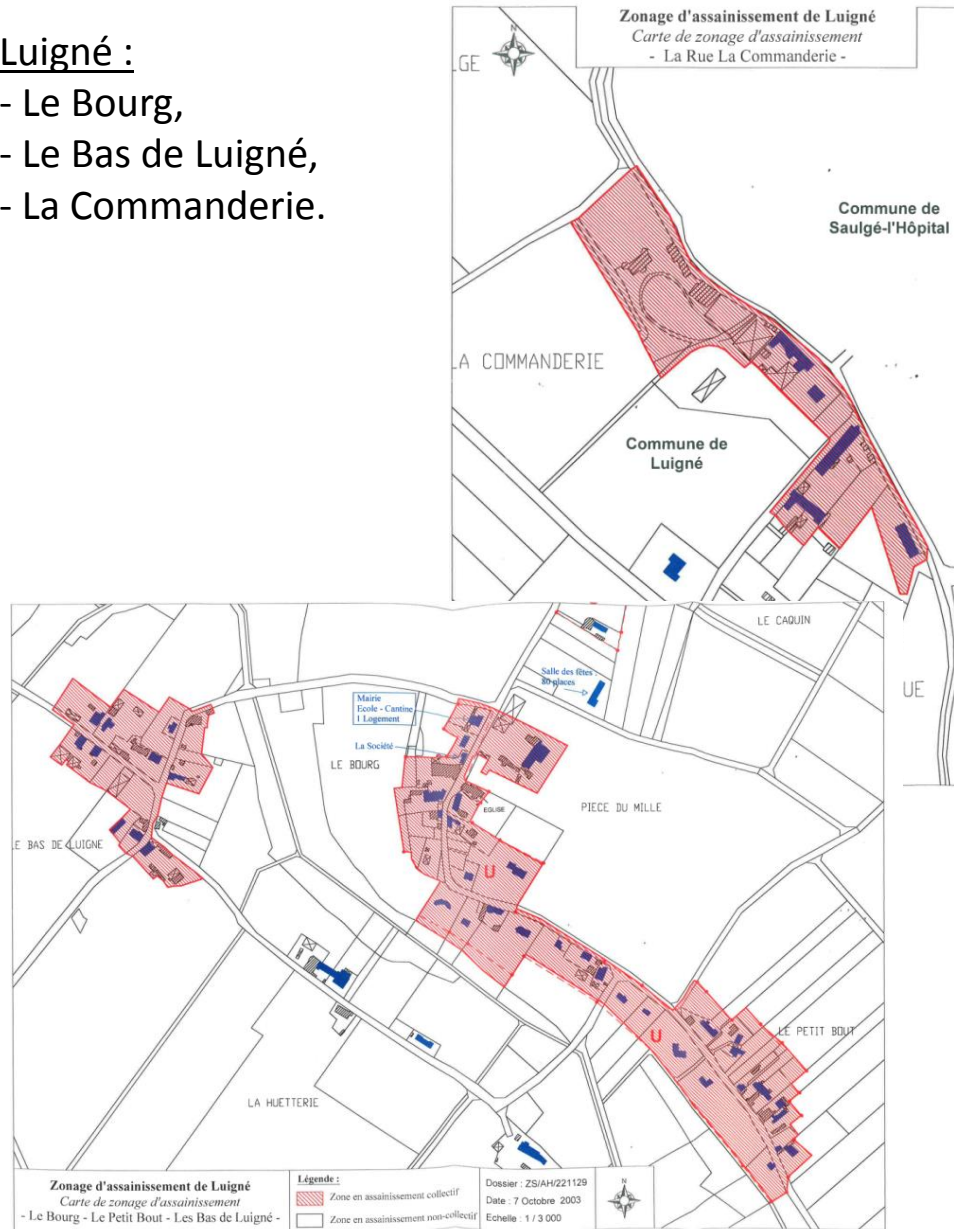 Luigné :
- Le Bourg,
- Le Bas de Luigné,
- La Commanderie.
Zonage d'assainissement de Luigné
Carte de zonage d'assainissement
- La Rue La Commanderie -
N
GE
Commune de
Saulgé-l'Hôpital
LA COMMANDERIE
Commune de
Luigné
LE CAQUIN
UE
Salle des fêtes :
80 places
Mairie
Ecole - Cantine
1 Logement
La Société
LE BOURG
EGLISE
PIECE DU MILLE
LE BAS DE LUIGNE
U
U
LE PETIT BOUT
LA HUETTERIE
Zonage d'assainissement de Luigné
Carte de zonage d'assainissement
- Le Bourg - Le Petit Bout - Les Bas de Luigné -
Légende :
Zone en assainissement collectif
Zone en assainissement non-collectif
Dossier : ZS/AH/221129
Date : 7 Octobre 2003
Echelle : 1 / 3 000
N